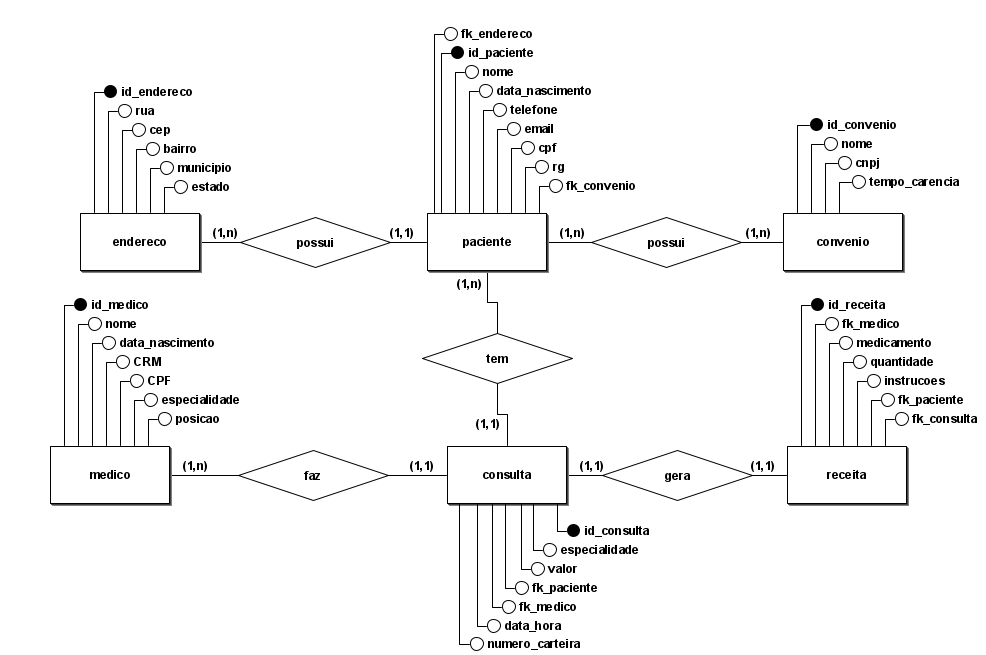 fk_endereco
id_paciente
nome
data_nascimento
telefone
email
cpf
rg
fk_convenio
id_endereco
rua
cep
bairro
municipio
estado
id_convenio
nome
cnpj
tempo_carencia
endereco
(1,n)
possui
(1,1)
paciente
(1,n)
possui
(1,n)
convenio
(1,n)
tem
(1,1)
id_medico
nome
data_nascimento
CRM
CPF
especialidade
posicao
id_receita
fk_medico
medicamento
quantidade
instrucoes
fk_paciente
fk_consulta
medico
(1,n)
faz
(1,1)
consulta
(1,1)
gera
(1,1)
receita
id_consulta
especialidade
valor
fk_paciente
fk_medico
data_hora
numero_carteira